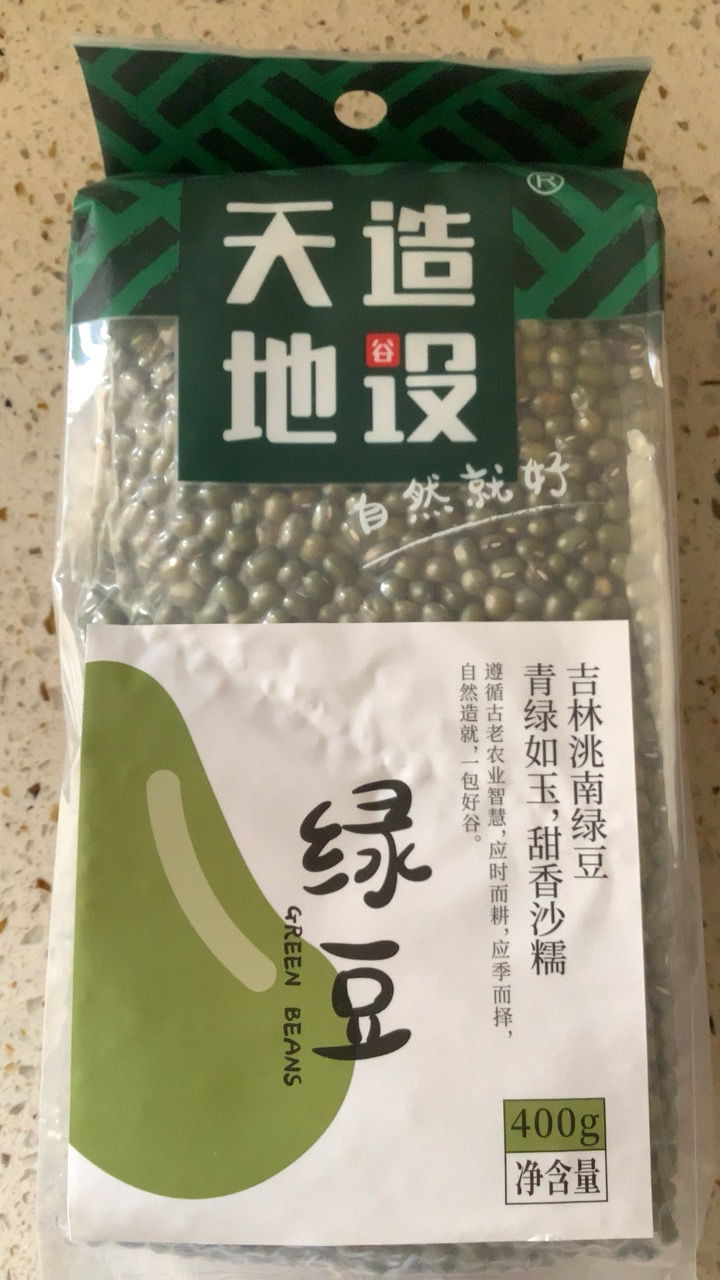 ®
天造
地设
谷
自然就好
吉林洮南绿豆
青绿如玉，甜香沙糯
遵循古老农业智慧，应时而耕，应季而择，
自然造就，一包好谷。
绿豆
GREEN BEANS
400g
净含量